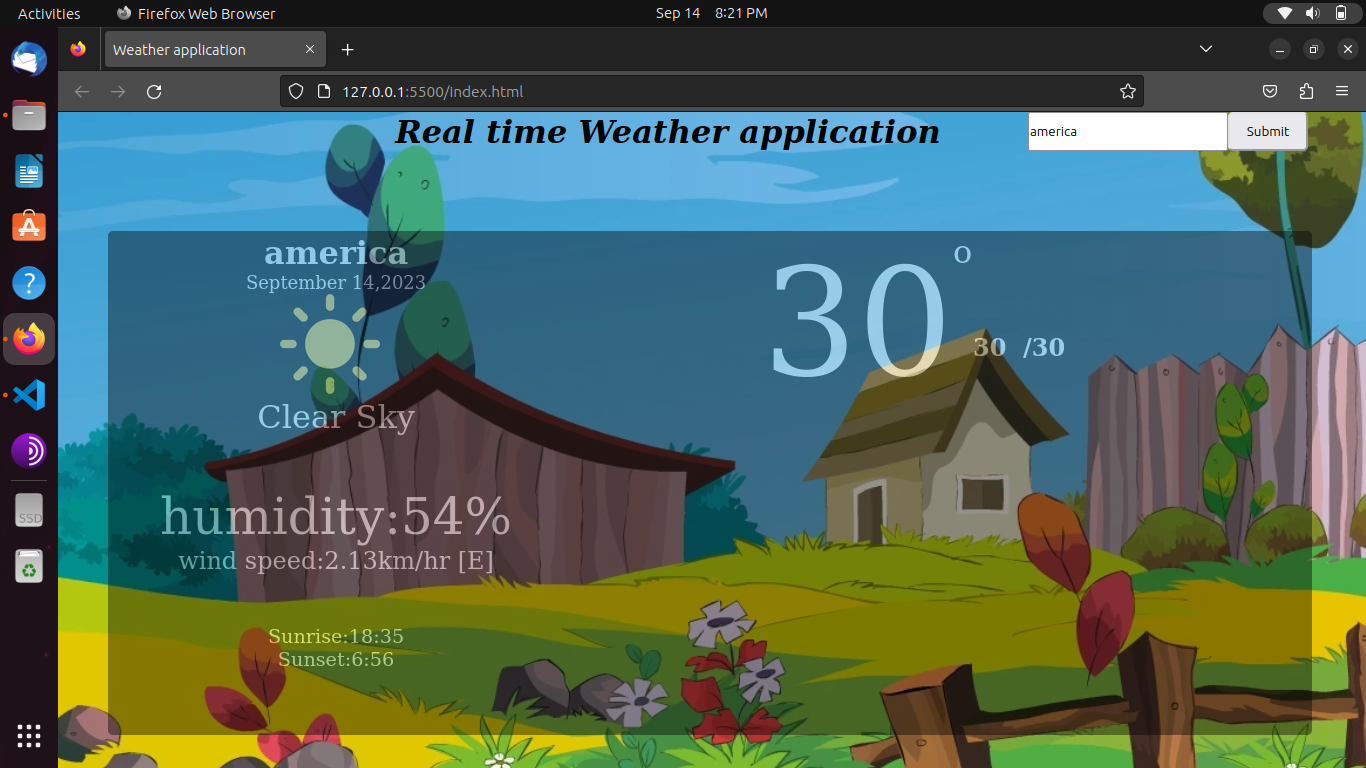 Activities Firefox Web Browser Sep 14 8:21 PM
Weather application
127.0.0.1:5500/index.html
Real time Weather application
america Submit
america
September 14,2023
30 o
30 /30
Clear Sky
humidity:54%
wind speed:2.13km/hr [E]
Sunrise:18:35
Sunset:6:56
?
SSD